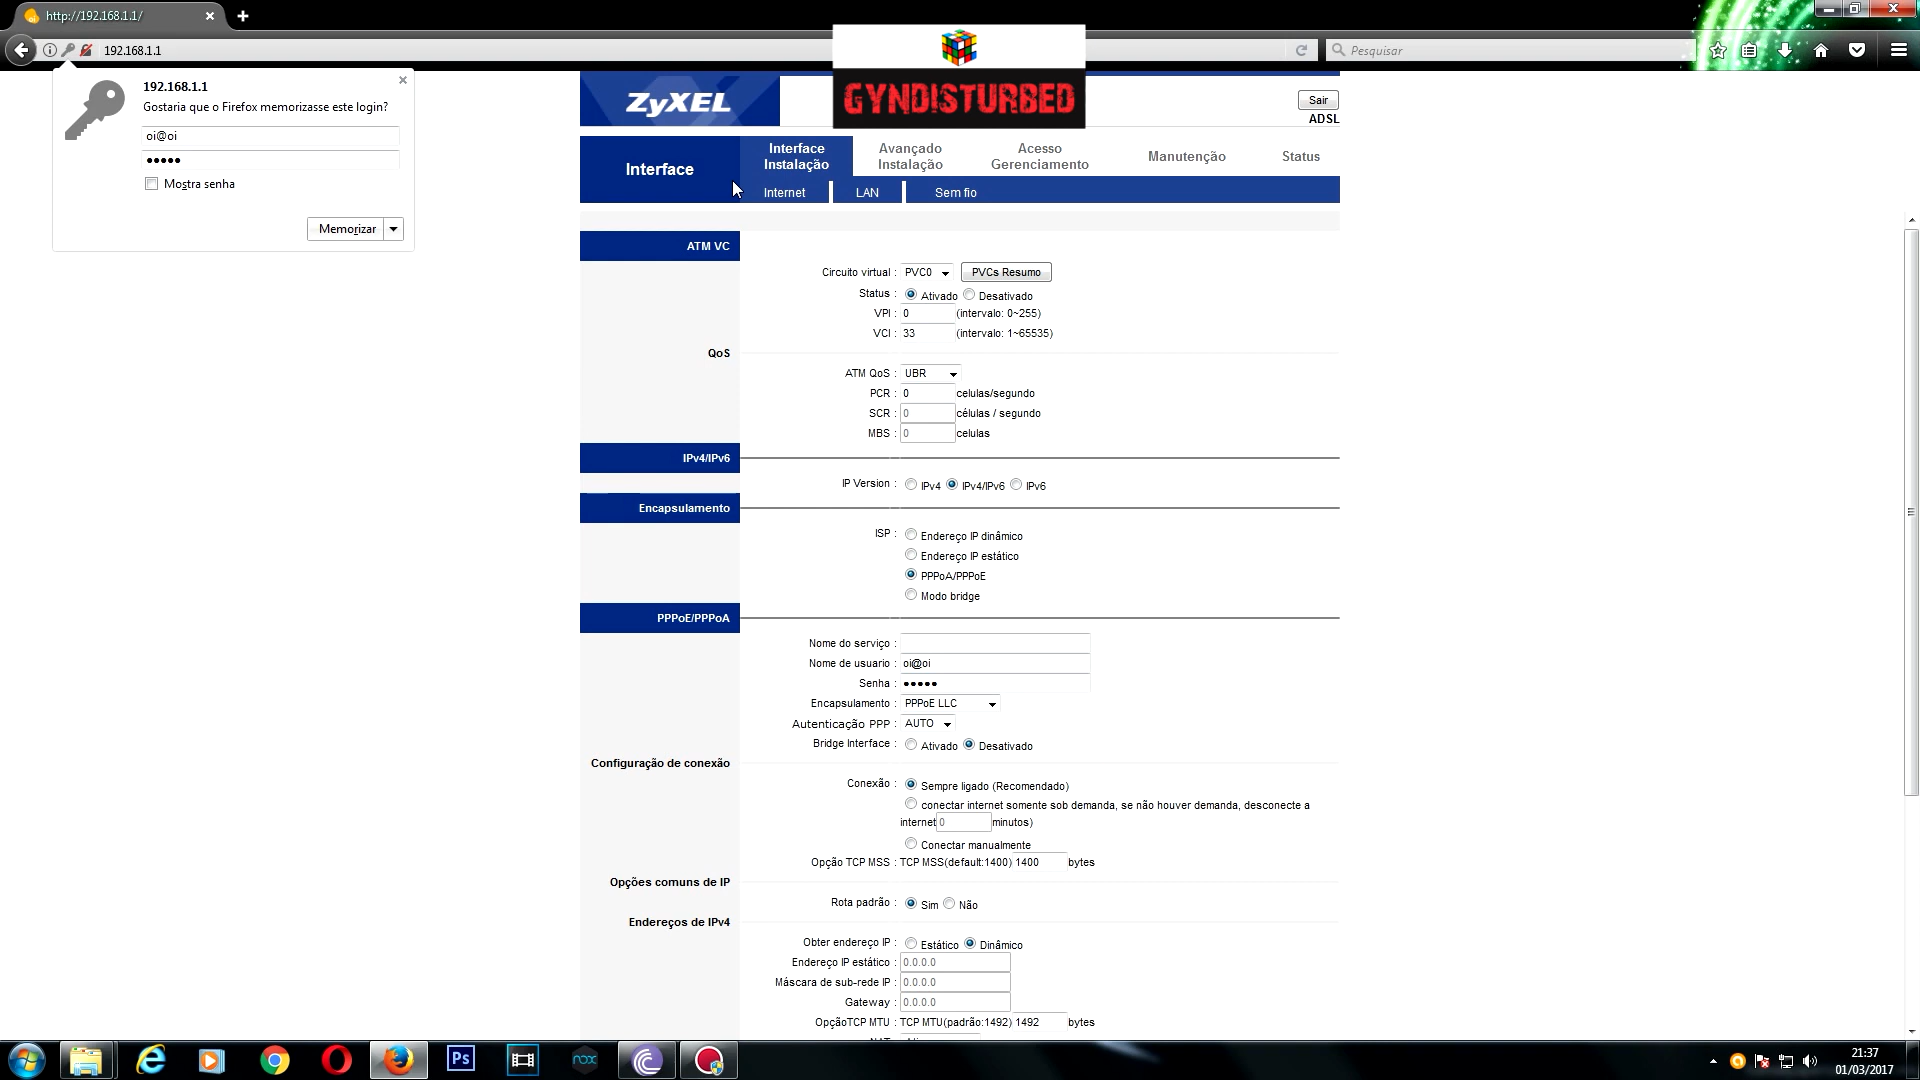 http://192.168.1.1/
192.168.1.1
Pesquisar
192.168.1.1
Gostaria que o Firefox memorizasse este login?
oi@oi
•••••
Mostra senha
Memorizar
GYNDISTURBED
ZyXEL
Sair
ADSL
Interface
Interface Instalação
Avançado Instalação
Acesso Gerenciamento
Manutenção
Status
Internet
LAN
Sem fio
ATM VC
Circuito virtual : PVC0 PVCs Resumo
Status : Ativado Desativado
VPI : 0 (intervalo: 0~255)
VCI : 33 (intervalo: 1~65535)
QoS
ATM QoS : UBR
PCR : 0 celulas/segundo
SCR : 0 células / segundo
MBS : 0 celulas
IPv4/IPv6
IP Version : IPv4 IPv4/IPv6 IPv6
Encapsulamento
ISP : Endereço IP dinâmico
Endereço IP estático
PPPoA/PPPoE
Modo bridge
PPPoE/PPPoA
Nome do serviço :
Nome de usuario : oi@oi
Senha : •••••
Encapsulamento : PPPoE LLC
Autenticação PPP : AUTO
Bridge Interface : Ativado Desativado
Configuração de conexão
Conexão : Sempre ligado (Recomendado)
conectar internet somente sob demanda, se não houver demanda, desconecte a
internet 0 minutos)
Conectar manualmente
Opção TCP MSS : TCP MSS(default:1400) 1400 bytes
Opções comuns de IP
Rota padrão : Sim Não
Endereços de IPv4
Obter endereço IP : Estático Dinâmico
Endereço IP estático : 0.0.0.0
Máscara de sub-rede IP : 0.0.0.0
Gateway : 0.0.0.0
OpçãoTCP MTU : TCP MTU(padrão:1492) 1492 bytes
Ps
nox
21:37
01/03/2017